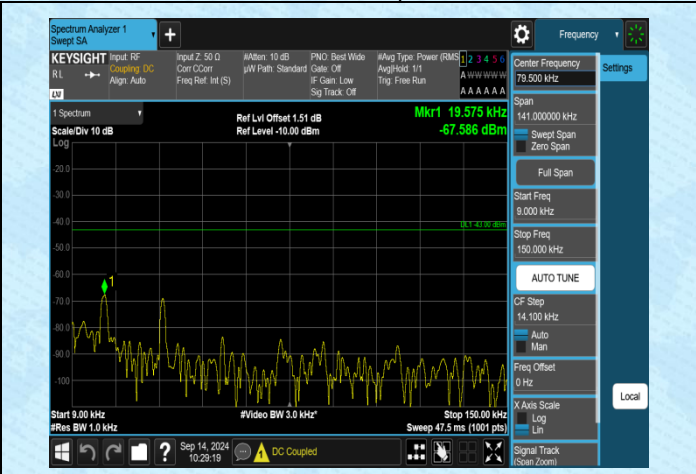 Spectrum Analyzer 1
Swept SA
+
Frequency
KEYSIGHT
RL
LXI
Input: RF
Coupling: DC
Align: Auto
Input Z: 50 Ω
Corr CCorr
Freq Ref: Int (S)
#Atten: 10 dB
µW Path: Standard
PNO: Best Wide
Gate: Off
IF Gain: Low
Sig Track: Off
#Avg Type: Power (RMS
Avg|Hold: 1/1
Trig: Free Run
1 2 3 4 5 6
A W W W W W
A A A A A A
1 Spectrum
Scale/Div 10 dB
Ref Lvl Offset 1.51 dB
Ref Level -10.00 dBm
Mkr1 19.575 kHz
-67.586 dBm
Log
-20.0
-30.0
-40.0
DL1 -43.00 dBm
-50.0
-60.0
1
-70.0
-80.0
-90.0
-100
Start 9.00 kHz
#Res BW 1.0 kHz
#Video BW 3.0 kHz*
Stop 150.00 kHz
Sweep 47.5 ms (1001 pts)
Center Frequency
79.500 kHz
Settings
Span
141.000000 kHz
Swept Span
Zero Span
Full Span
Start Freq
9.000 kHz
Stop Freq
150.000 kHz
AUTO TUNE
CF Step
14.100 kHz
Auto
Man
Freq Offset
0 Hz
X Axis Scale
Log
Lin
Local
Signal Track
(Span Zoom)
?
Sep 14, 2024
10:29:19
DC Coupled